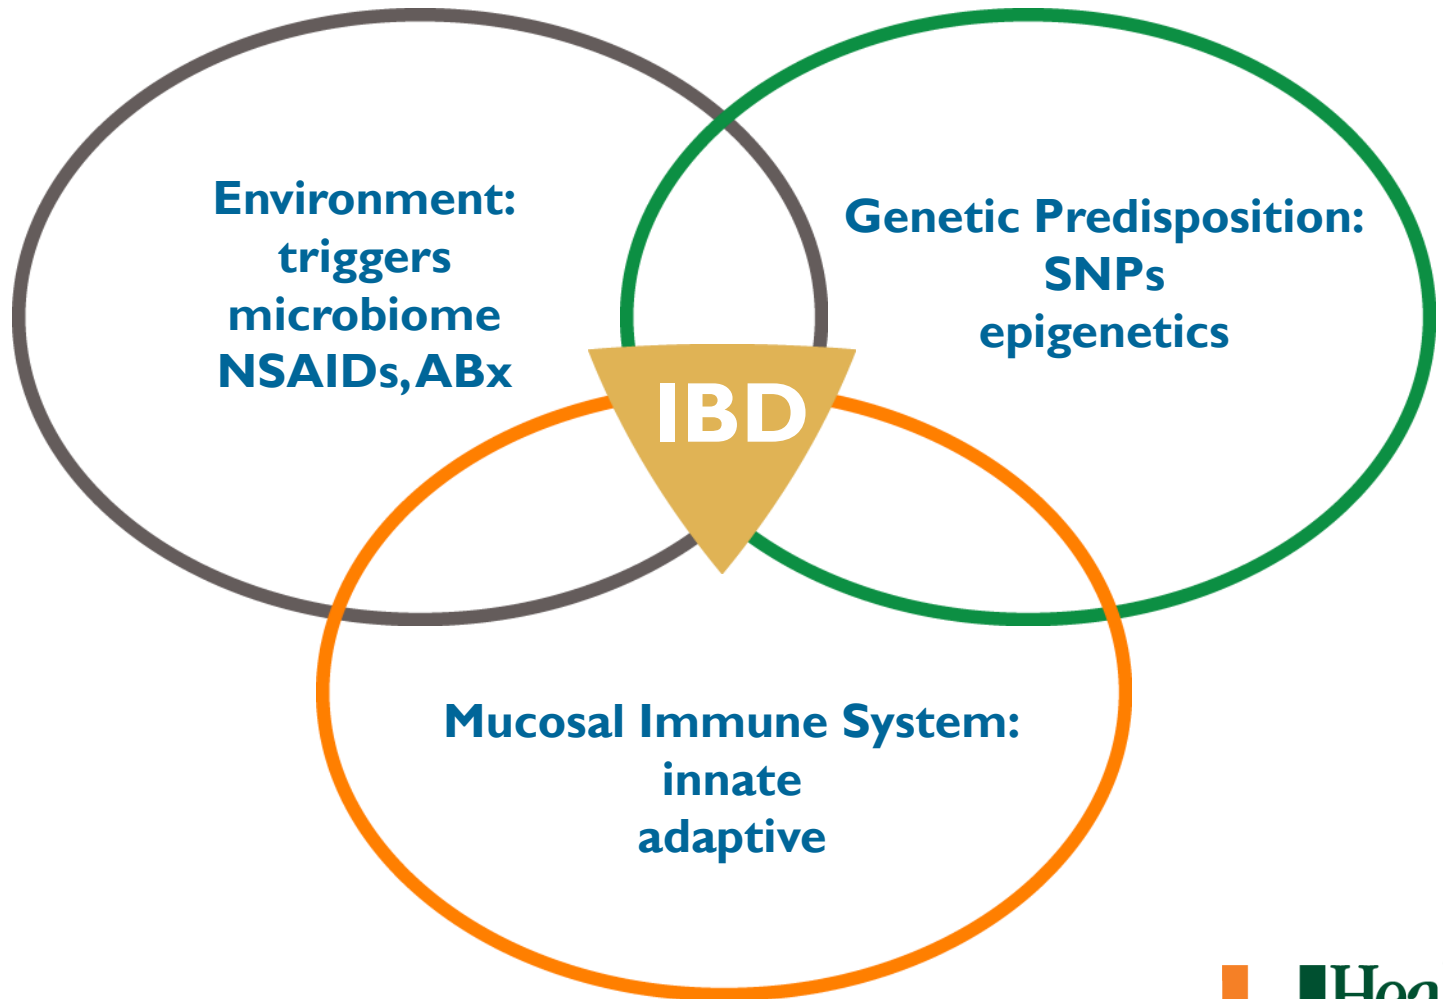 Environment:
triggers
microbiome
NSAIDs, ABx
Genetic Predisposition:
SNPs
epigenetics
IBD
Mucosal Immune System:
innate
adaptive